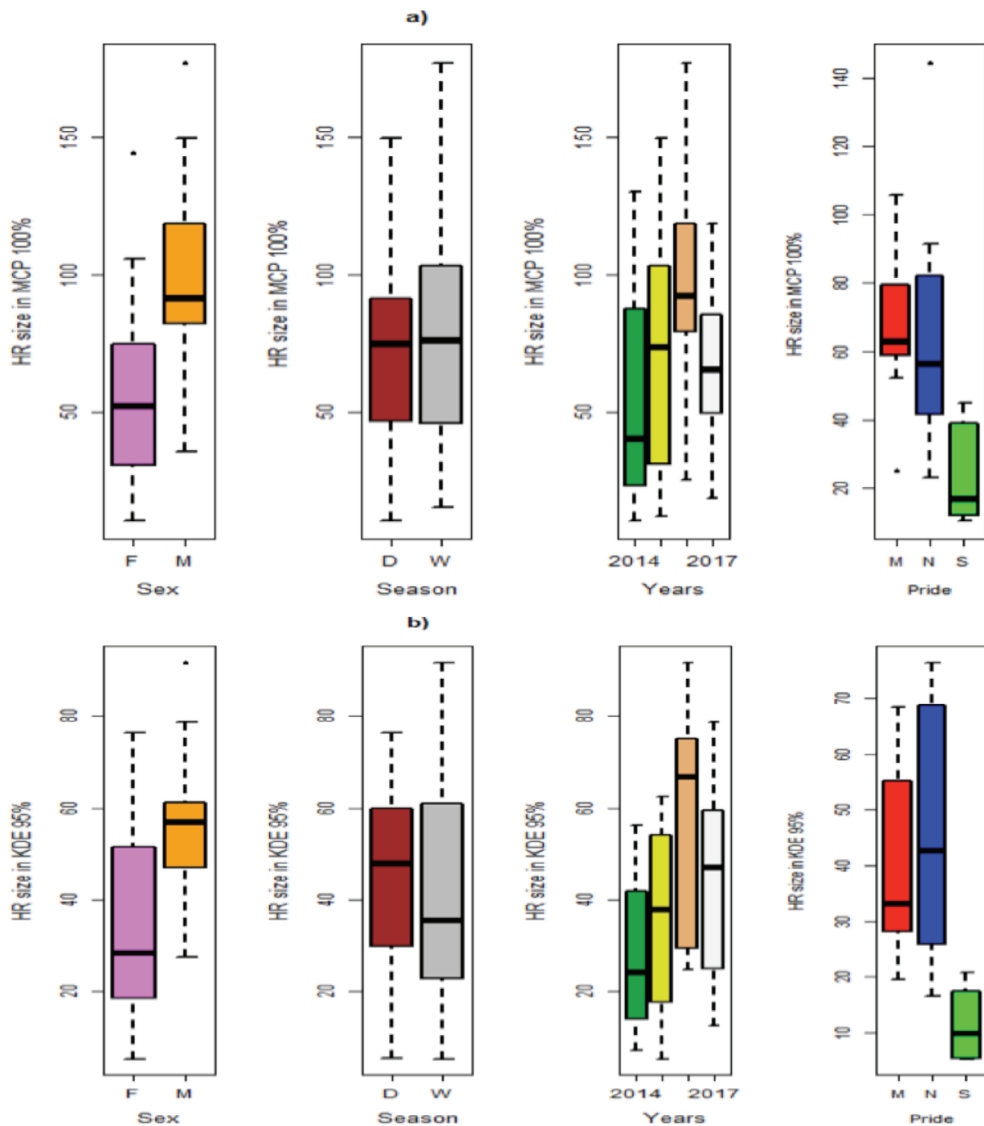 a)
HR size in MCP 100%
150
100
50
F M
Sex
HR size in MCP 100%
150
100
50
D W
Season
HR size in MCP 100%
150
100
50
2014 2017
Years
HR size in MCP 100%
140
120
100
80
60
40
20
M N S
Pride
b)
HR size in KDE 95%
80
60
40
20
F M
Sex
HR size in KDE 95%
80
60
40
20
D W
Season
HR size in KDE 95%
80
60
40
20
2014 2017
Years
HR size in KDE 95%
70
60
50
40
30
20
10
M N S
Pride